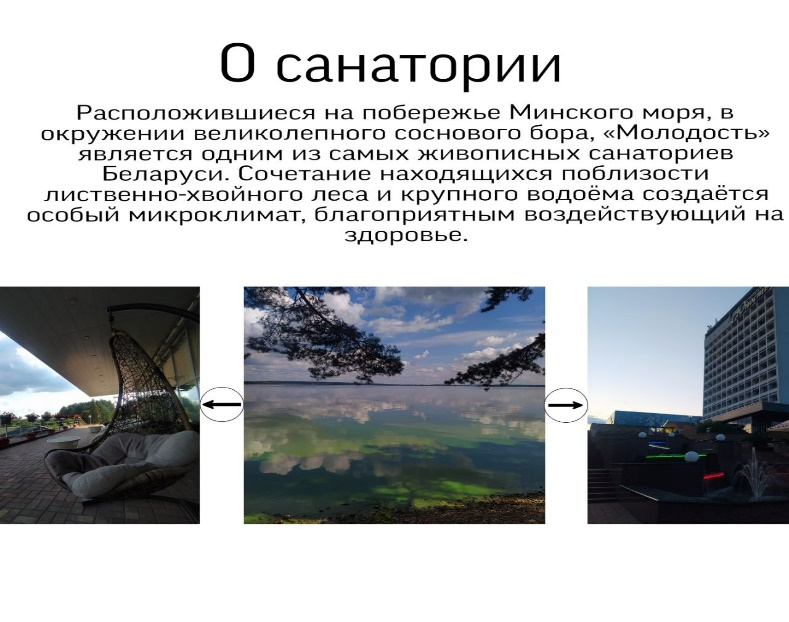 О санатории
Расположившиеся на побережье Минского моря, в
окружении великолепного соснового бора, «Молодость»
является одним из самых живописных санаториев
Беларуси. Сочетание находящихся поблизости
лиственно-хвойного леса и крупного водоёма создаётся
особый микроклимат, благоприятным воздействующий на
здоровье.